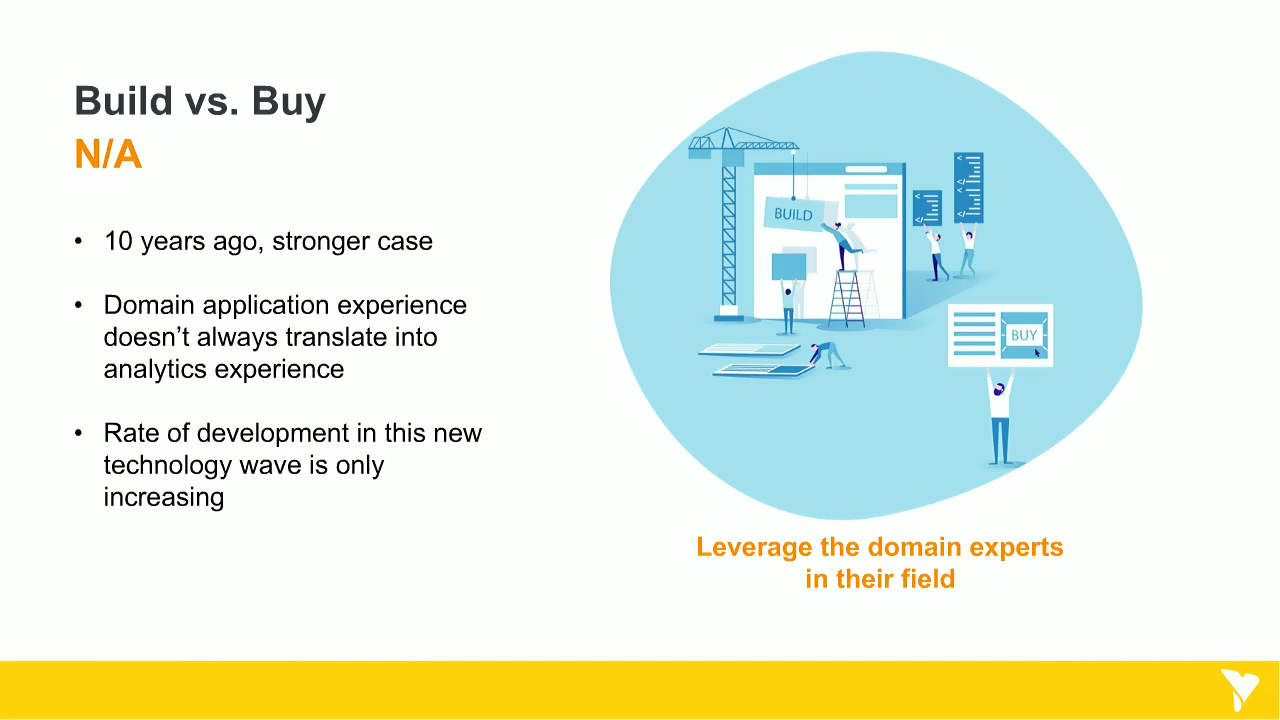 Build vs. Buy
N/A
• 10 years ago, stronger case
• Domain application experience
doesn’t always translate into
analytics experience
• Rate of development in this new
technology wave is only
increasing
BUILD
BUY
Leverage the domain experts
in their field